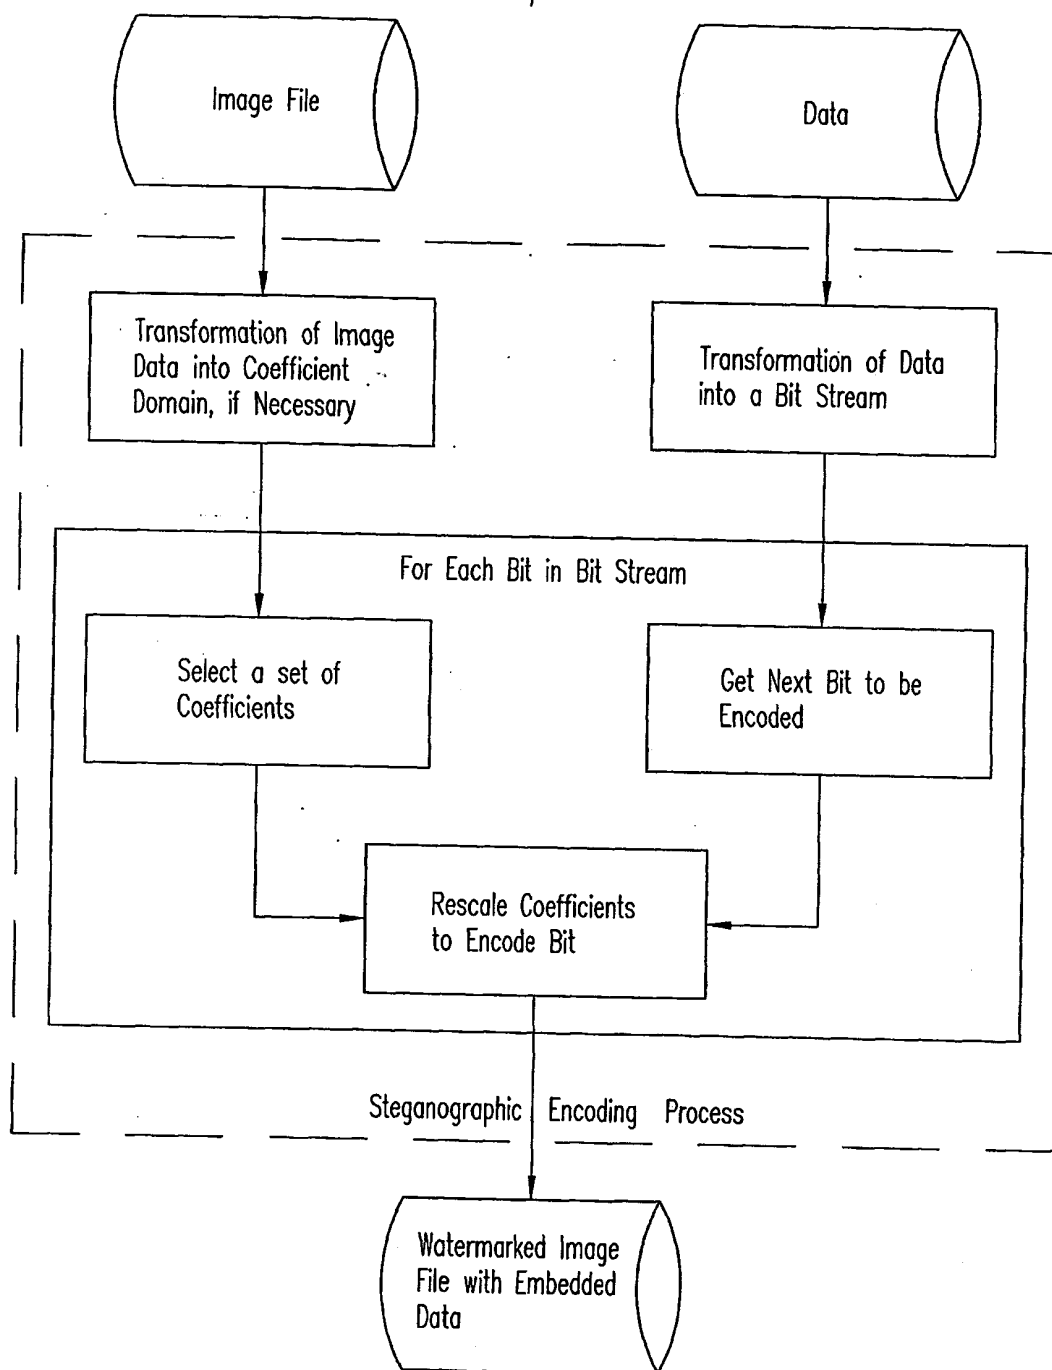 Image File
Data
Transformation of Image
Data into Coefficient
Domain, if Necessary
Transformation of Data
into a Bit Stream
For Each Bit in Bit Stream
Select a set of
Coefficients
Get Next Bit to be
Encoded
Rescale Coefficients
to Encode Bit
Steganographic Encoding Process
Watermarked Image
File with Embedded
Data